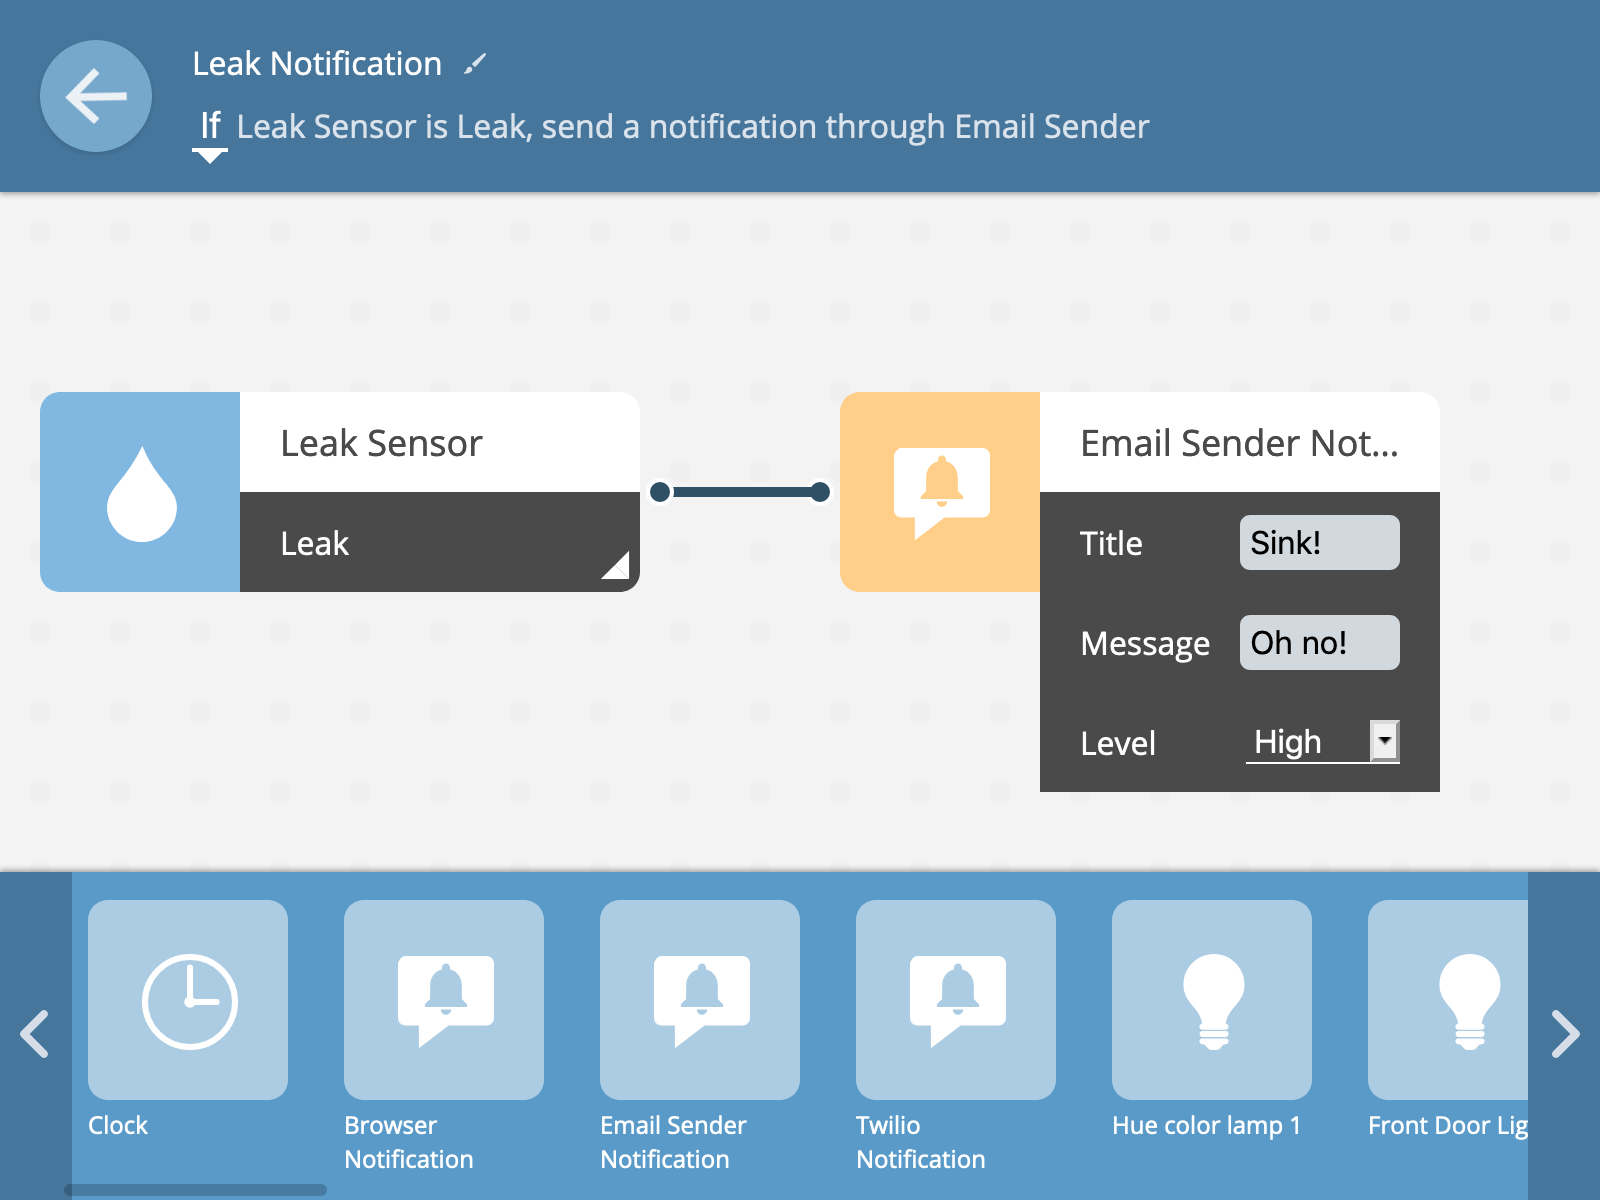 Leak Notification
If Leak Sensor is Leak, send a notification through Email Sender
Leak Sensor
Leak
Email Sender Not...
Title Sink!
Message Oh no!
Level High
Clock
Browser Notification
Email Sender Notification
Twilio Notification
Hue color lamp 1
Front Door Lig